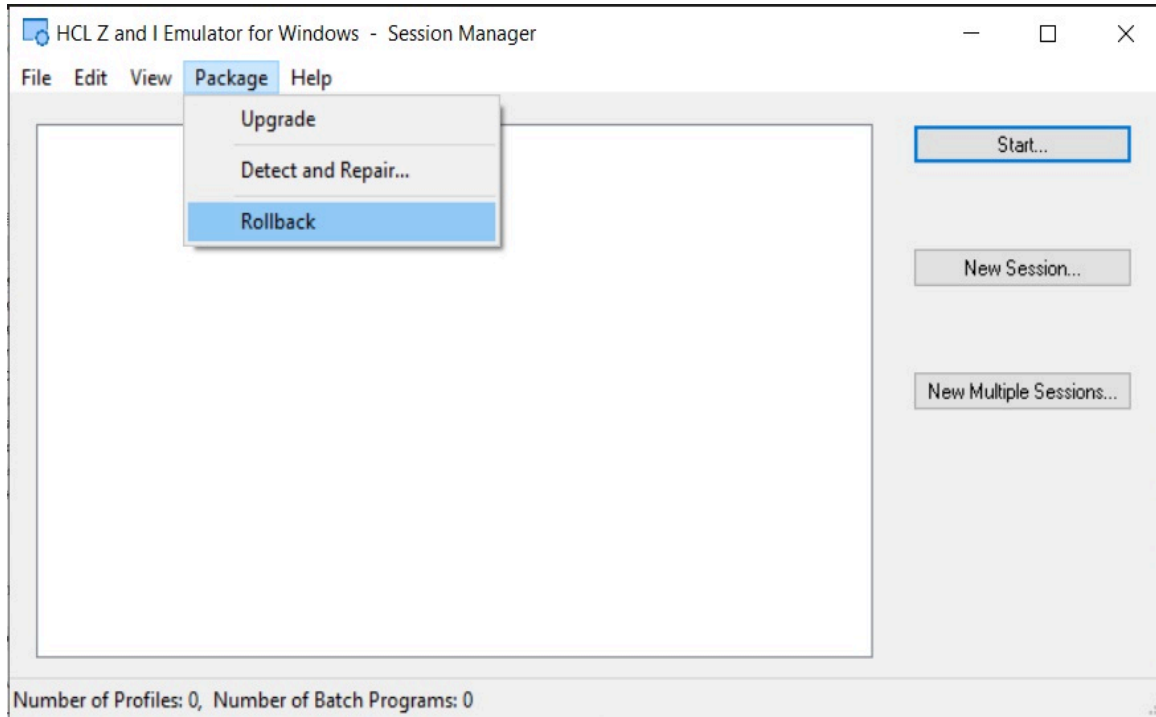 HCL Z and I Emulator for Windows - Session Manager
File Edit View Package Help
Upgrade
Detect and Repair...
Rollback
Start...
New Session...
New Multiple Sessions...
Number of Profiles: 0, Number of Batch Programs: 0